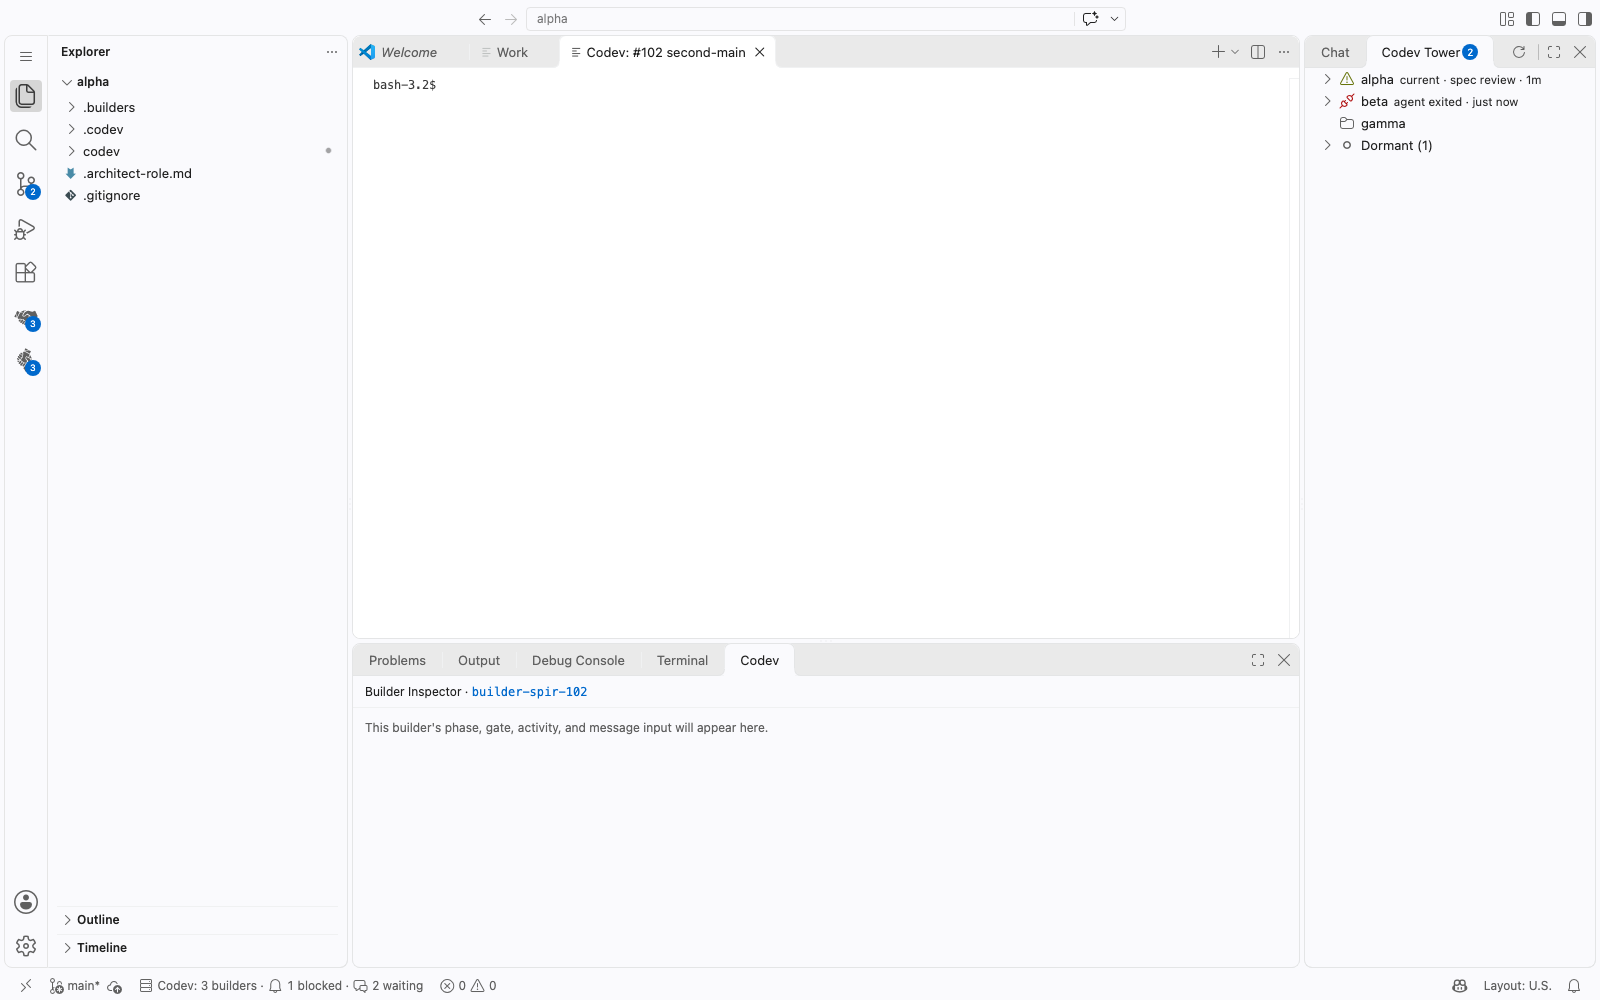 alpha
Explorer
alpha
.builders
.codev
codev
.architect-role.md
.gitignore
2
3
3
Outline
Timeline
Welcome
Work
Codev: #102 second-main
bash-3.2$
Problems
Output
Debug Console
Terminal
Codev
Builder Inspector · builder-spir-102
This builder's phase, gate, activity, and message input will appear here.
Chat
Codev Tower 2
alpha current · spec review · 1m
beta agent exited · just now
gamma
Dormant (1)
main*
Codev: 3 builders · 1 blocked · 2 waiting
0 0
Layout: U.S.